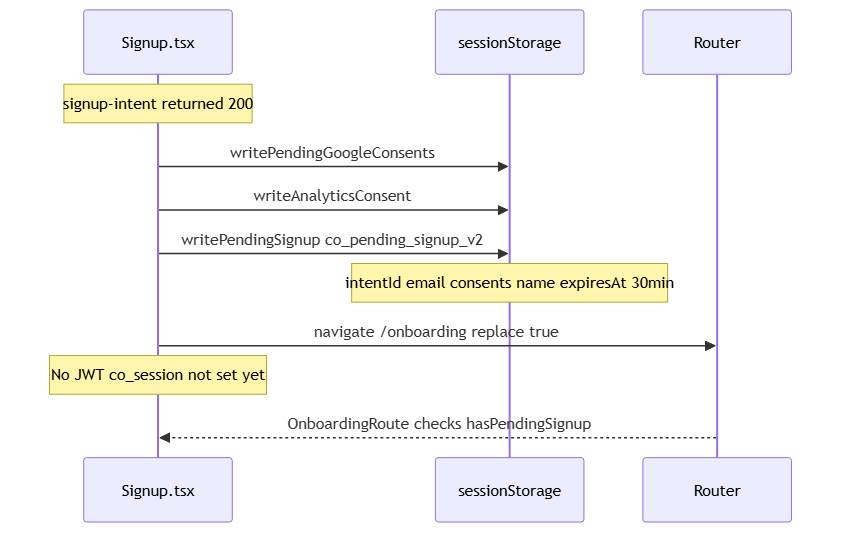 Signup.tsx
sessionStorage
Router
signup-intent returned 200
writePendingGoogleConsents
writeAnalyticsConsent
writePendingSignup co_pending_signup_v2
intentId email consents name expiresAt 30min
navigate /onboarding replace true
No JWT co_session not set yet
OnboardingRoute checks hasPendingSignup
Signup.tsx
sessionStorage
Router